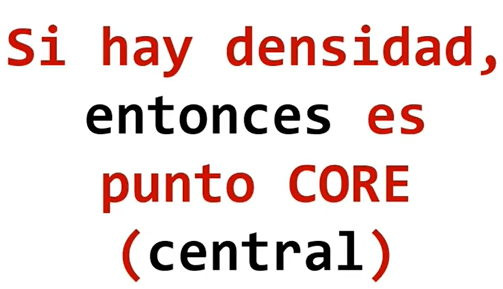 Si hay densidad,
entonces es
punto CORE
(central)